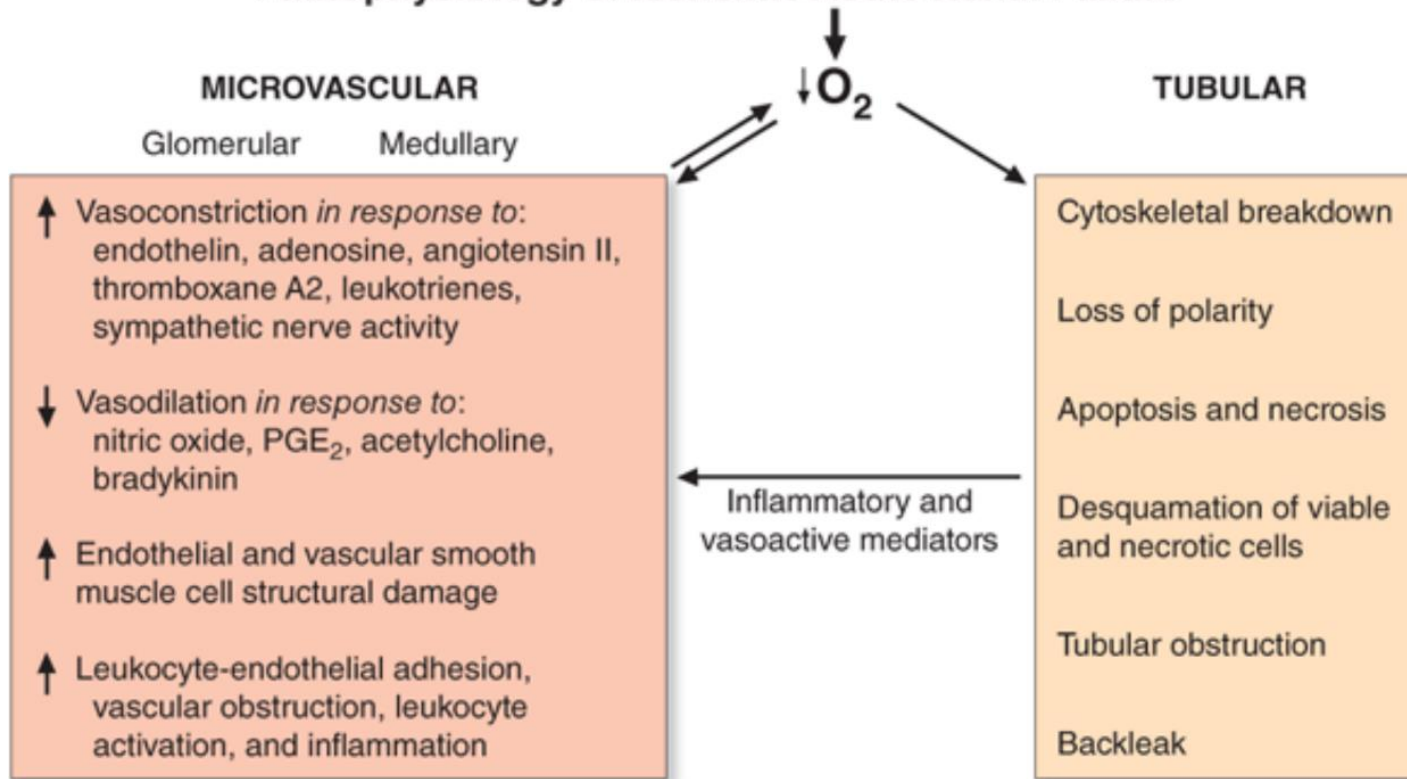 MICROVASCULAR
Glomerular Medullary
↑ Vasoconstriction in response to:
endothelin, adenosine, angiotensin II,
thromboxane A2, leukotrienes,
sympathetic nerve activity
↓ Vasodilation in response to:
nitric oxide, PGE₂, acetylcholine,
bradykinin
↑ Endothelial and vascular smooth
muscle cell structural damage
↑ Leukocyte-endothelial adhesion,
vascular obstruction, leukocyte
activation, and inflammation
↓O₂
Inflammatory and
vasoactive mediators
TUBULAR
Cytoskeletal breakdown
Loss of polarity
Apoptosis and necrosis
Desquamation of viable
and necrotic cells
Tubular obstruction
Backleak